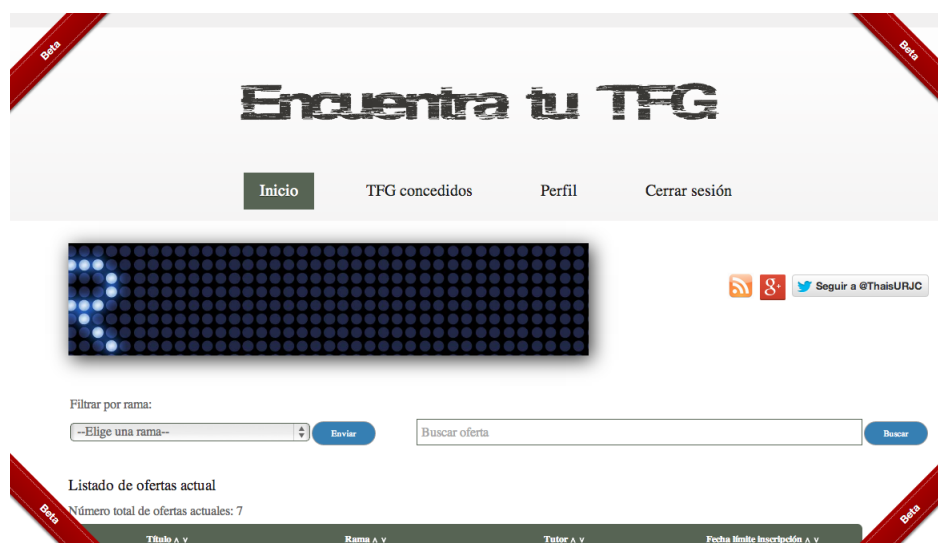 Beta
Beta
Encuentra tu TFG
Inicio TFG concedidos Perfil Cerrar sesión
Seguir a @ThaisURJC
Filtrar por rama:
--Elige una rama-- Enviar Buscar oferta Buscar
Listado de ofertas actual
Número total de ofertas actuales: 7
Beta
Beta
Título ∧ ∨ Rama ∧ ∨ Tutor ∧ ∨ Fecha límite inscripción ∧ ∨